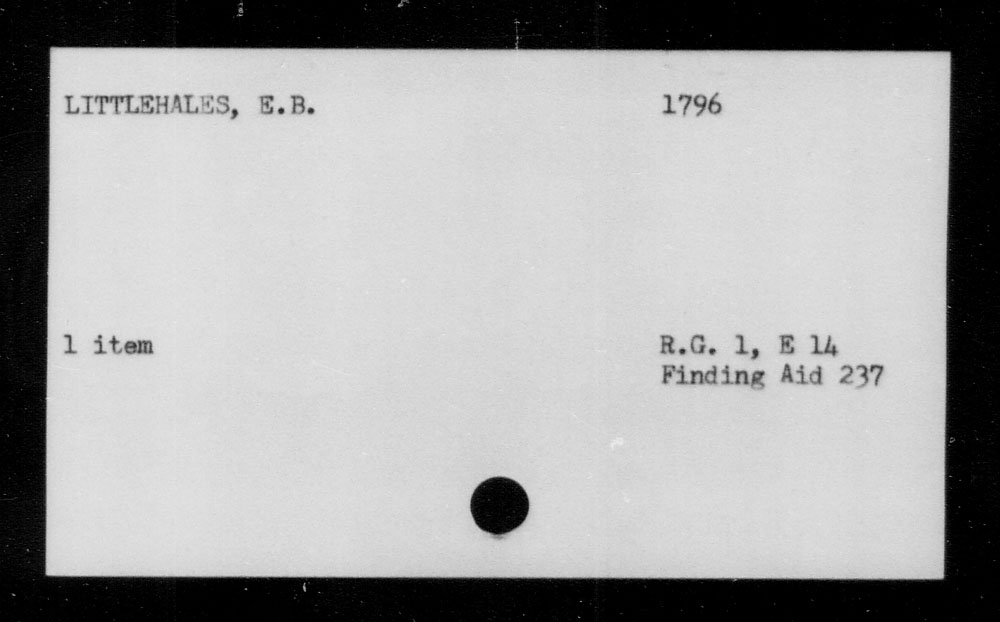 LITTLEHALES, E.B. 1796
1 item R.G. 1, E 14
Finding Aid 237